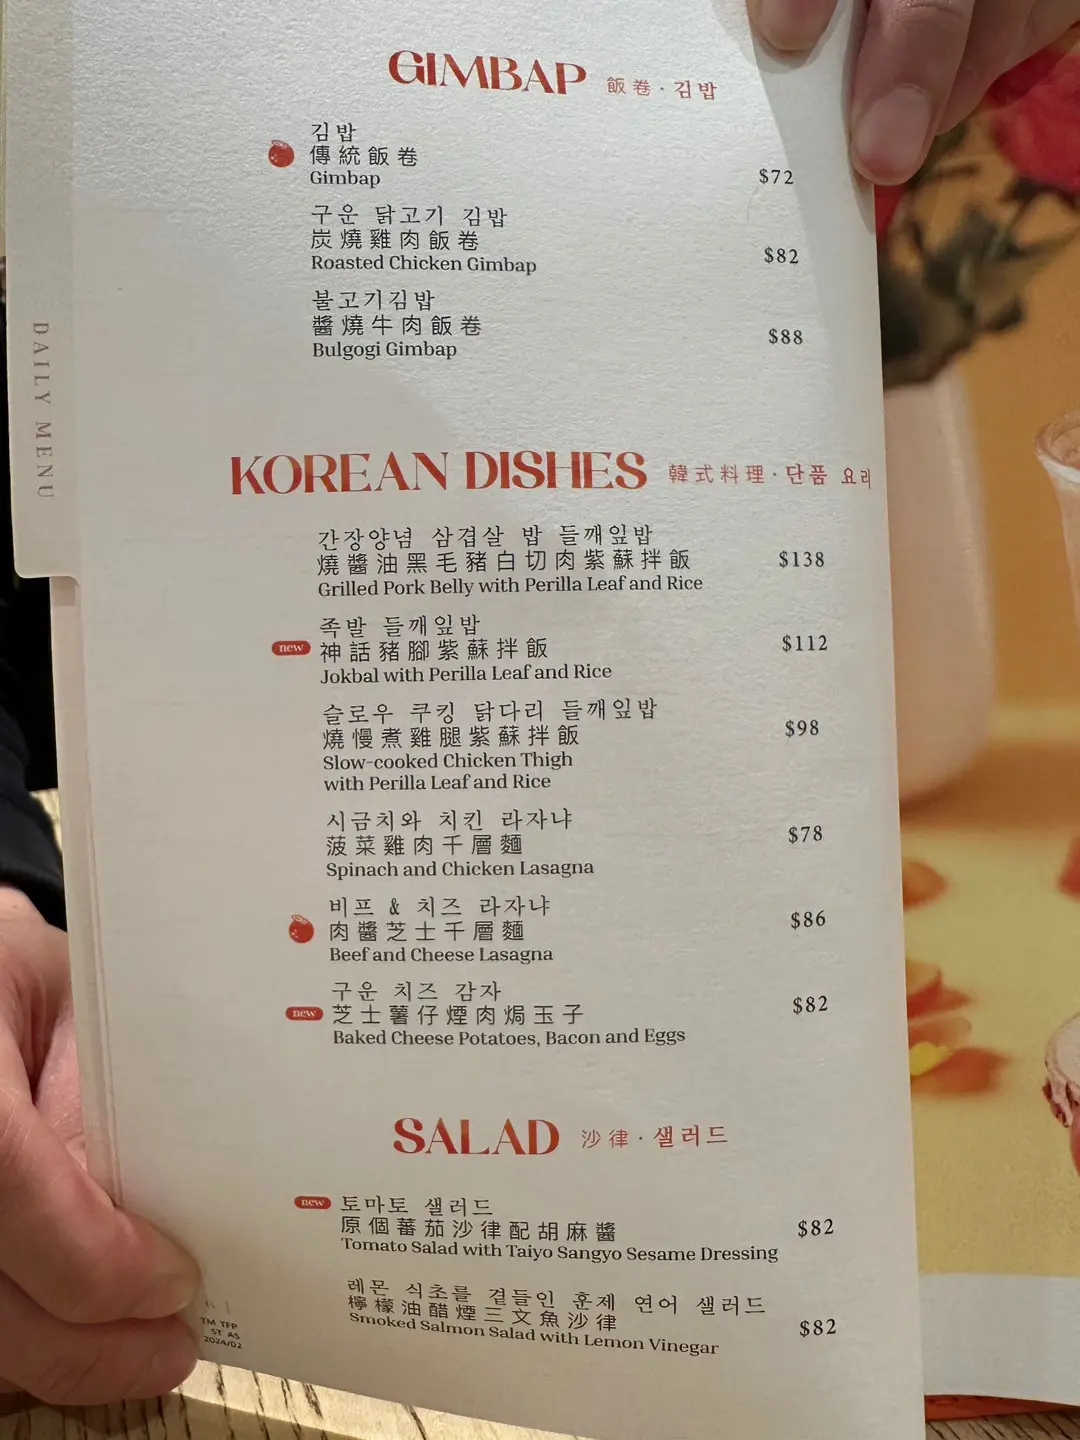 GIMBAP 飯卷·김밥
김밥
傳統飯卷
Gimbap
$72
구운 닭고기 김밥
炭燒雞肉飯卷
Roasted Chicken Gimbap
$82
불고기김밥
醬燒牛肉飯卷
Bulgogi Gimbap
$88
DAILY MENU
KOREAN DISHES 韓式料理·단품 요리
간장양념 삼겹살 밥 들깨잎밥
燒醬油黑毛豬白切肉紫蘇拌飯
Grilled Pork Belly with Perilla Leaf and Rice
$138
new
족발 들깨잎밥
神話豬腳紫蘇拌飯
Jokbal with Perilla Leaf and Rice
$112
슬로우 쿠킹 닭다리 들깨잎밥
燒慢煮雞腿紫蘇拌飯
Slow-cooked Chicken Thigh
with Perilla Leaf and Rice
$98
시금치와 치킨 라자냐
菠菜雞肉千層麵
Spinach and Chicken Lasagna
$78
비프 & 치즈 라자냐
肉醬芝士千層麵
Beef and Cheese Lasagna
$86
new
구운 치즈 감자
芝士薯仔煙肉焗玉子
Baked Cheese Potatoes, Bacon and Eggs
$82
SALAD 沙律·샐러드
new
토마토 샐러드
原個蕃茄沙律配胡麻醬
Tomato Salad with Taiyo Sangyo Sesame Dressing
$82
레몬 식초를 곁들인 훈제 연어 샐러드
檸檬油醋煙三文魚沙律
Smoked Salmon Salad with Lemon Vinegar
$82
TM TFP
ST AS
2024/02